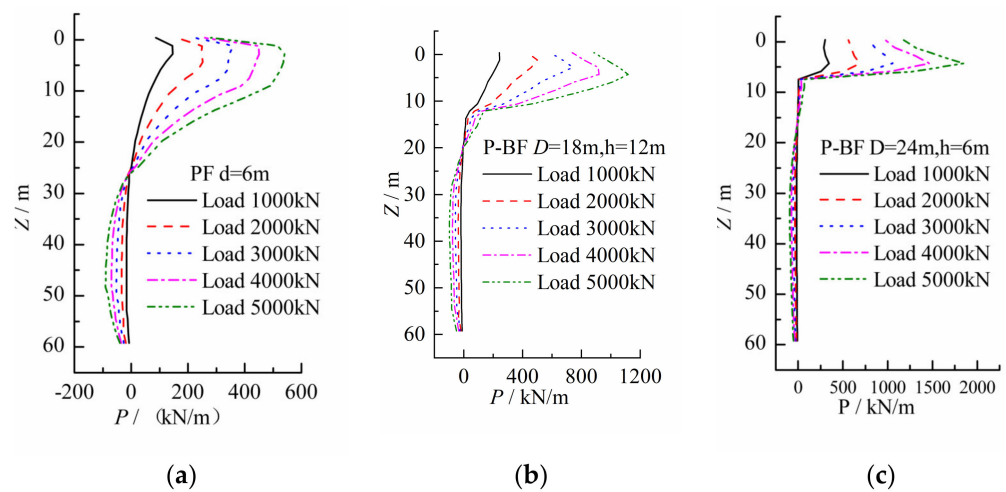 0
10
20
30
40
50
60
Z / m
PF d=6m
Load 1000kN
Load 2000kN
Load 3000kN
Load 4000kN
Load 5000kN
-200 0 200 400 600
P / （kN/m）
(a)
0
10
20
30
40
50
60
Z / m
P-BF D=18m,h=12m
Load 1000kN
Load 2000kN
Load 3000kN
Load 4000kN
Load 5000kN
0 400 800 1200
P / kN/m
(b)
0
10
20
30
40
50
60
Z / m
P-BF D=24m,h=6m
Load 1000kN
Load 2000kN
Load 3000kN
Load 4000kN
Load 5000kN
0 500 1000 1500 2000
P / kN/m
(c)